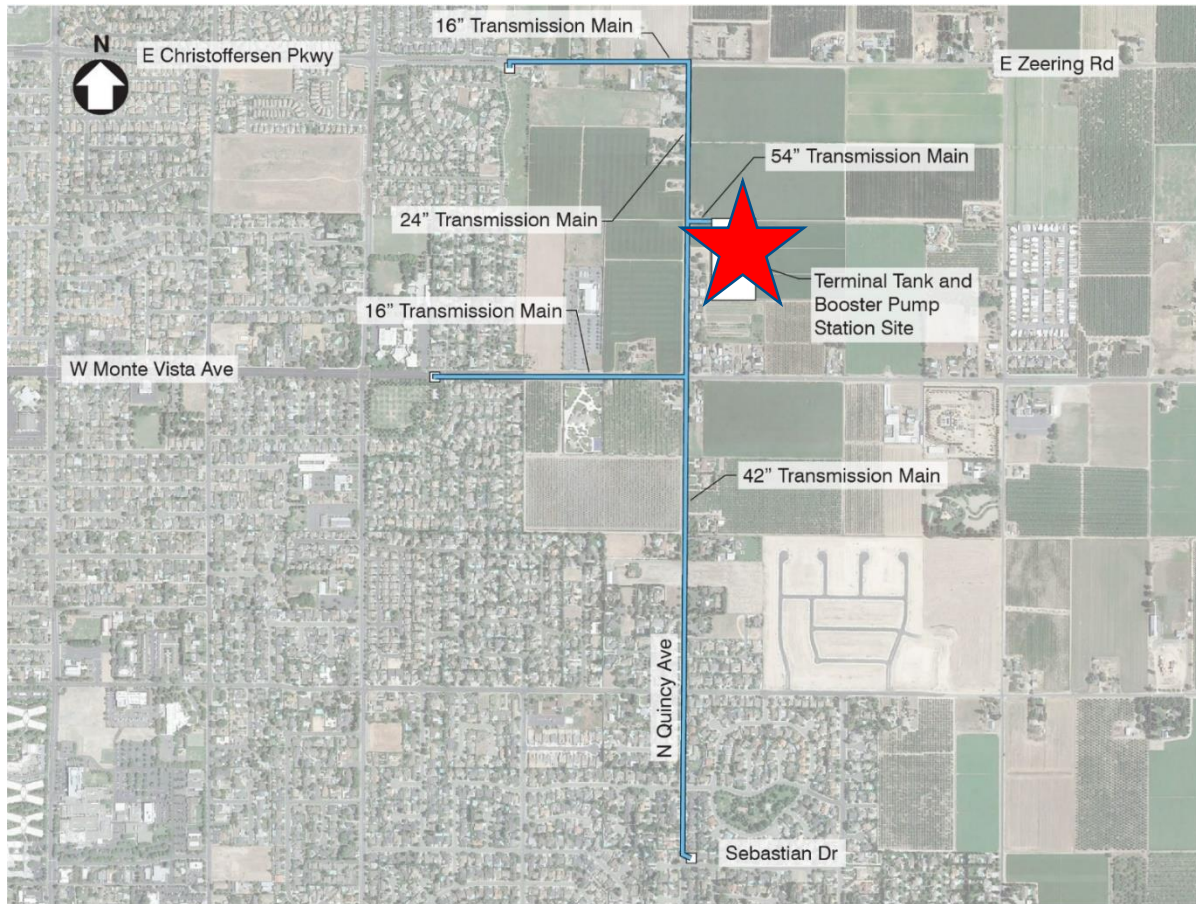 16” Transmission Main
N
E Christoffersen Pkwy
E Zeering Rd
54” Transmission Main
24” Transmission Main
Terminal Tank and
Booster Pump
Station Site
16” Transmission Main
W Monte Vista Ave
42” Transmission Main
N Quincy Ave
Sebastian Dr